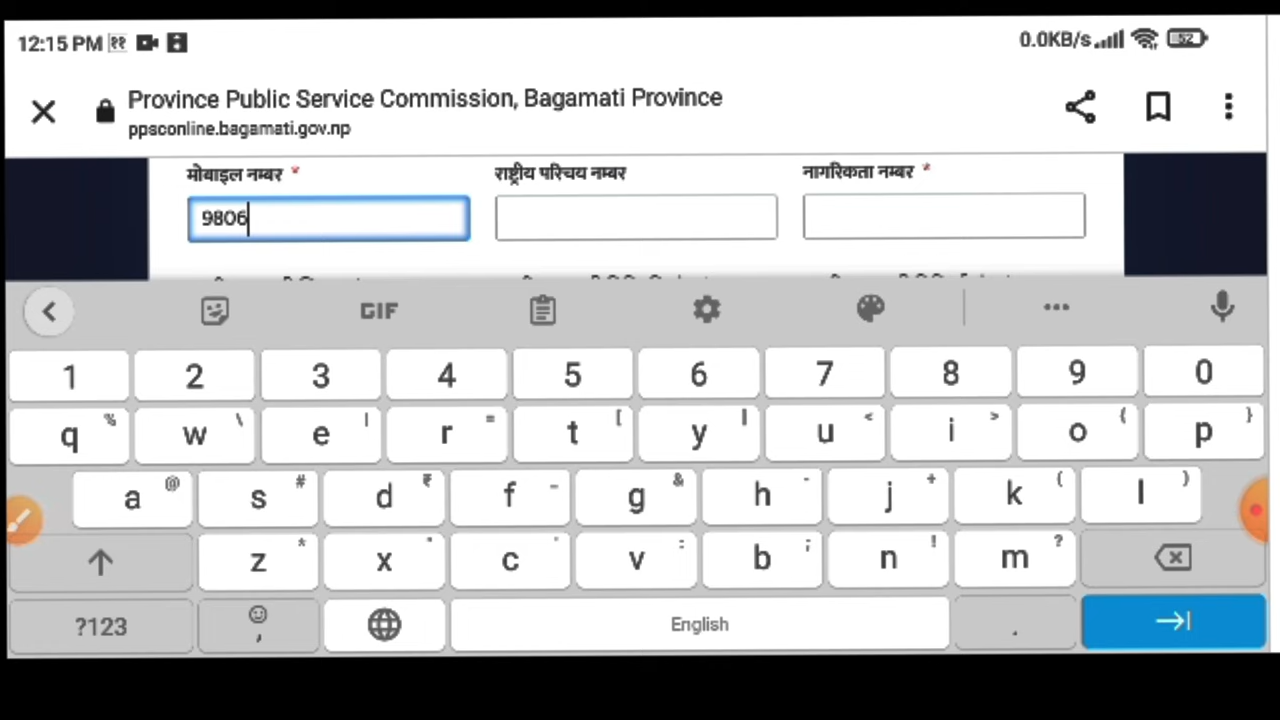 12:15 PM ?? 0.0KB/s 52
Province Public Service Commission, Bagamati Province
ppsconline.bagamati.gov.np
मोबाइल नम्बर * राष्ट्रीय परिचय नम्बर नागरिकता नम्बर *
9806
GIF
1 2 3 4 5 6 7 8 9 0
q % w \ e | r = t [ y ] u < i > o { p }
a @ s # d ₹ f _ g & h - j + k ( l )
z * x " c ' v : b ; n ! m ?
?123 , English .